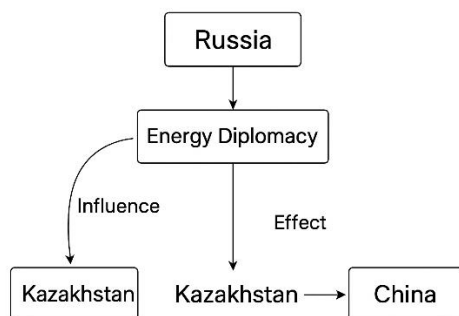 Russia
Energy Diplomacy
Influence
Effect
Kazakhstan
Kazakhstan
China